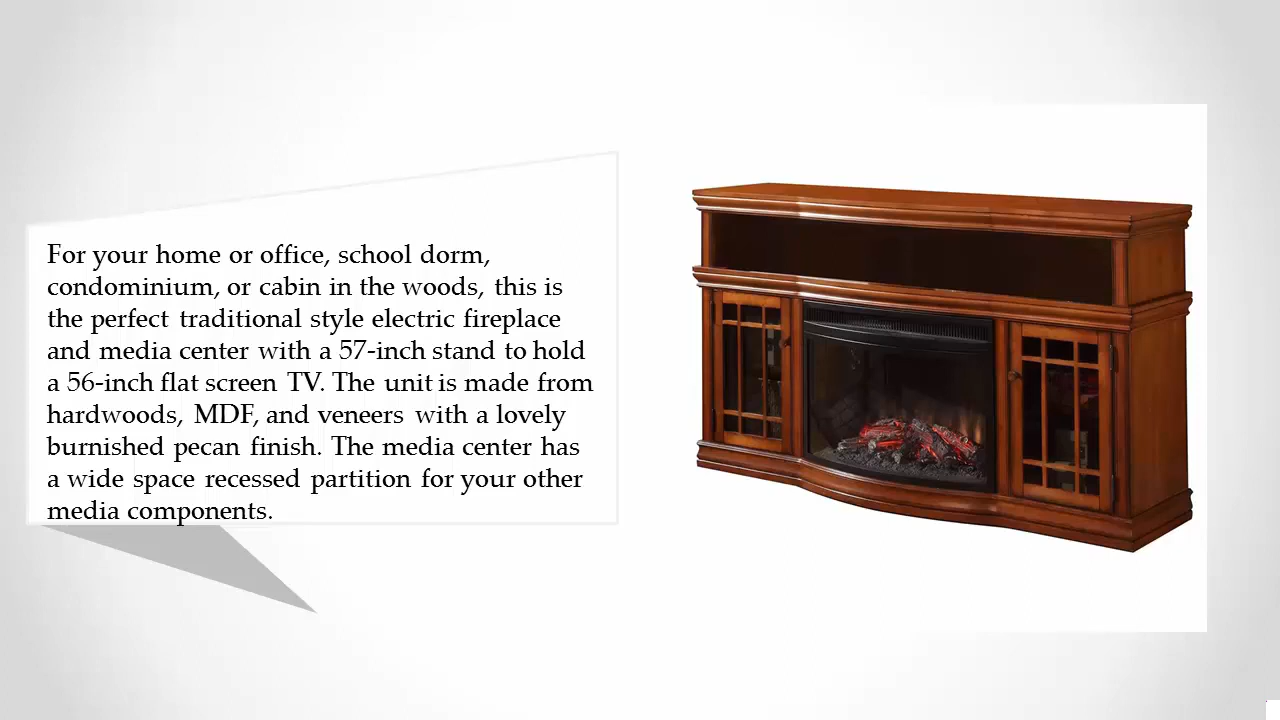 For your home or office, school dorm,
condominium, or cabin in the woods, this is
the perfect traditional style electric fireplace
and media center with a 57-inch stand to hold
a 56-inch flat screen TV. The unit is made from
hardwoods, MDF, and veneers with a lovely
burnished pecan finish. The media center has
a wide space recessed partition for your other
media components.